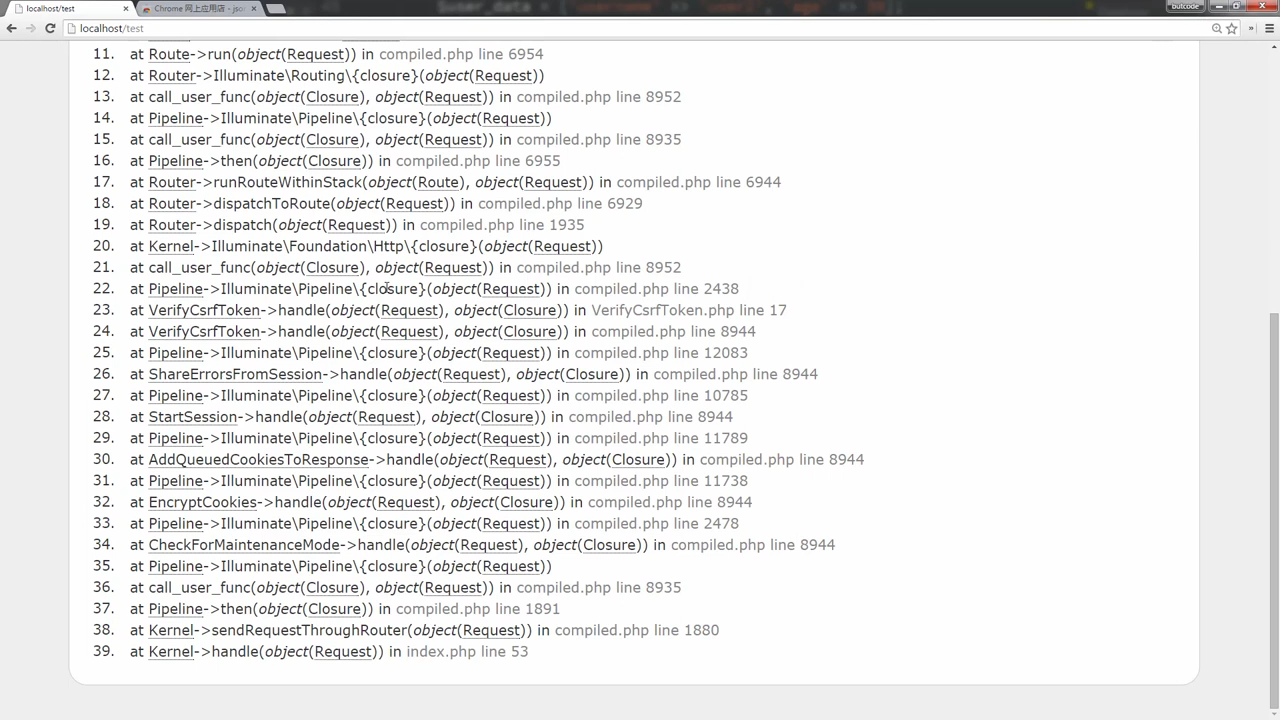 butcode
localhost/test
Chrome 网上应用店 - jso
localhost/test
11. at Route->run(object(Request)) in compiled.php line 6954
12. at Router->Illuminate\Routing\{closure}(object(Request))
13. at call_user_func(object(Closure), object(Request)) in compiled.php line 8952
14. at Pipeline->Illuminate\Pipeline\{closure}(object(Request))
15. at call_user_func(object(Closure), object(Request)) in compiled.php line 8935
16. at Pipeline->then(object(Closure)) in compiled.php line 6955
17. at Router->runRouteWithinStack(object(Route), object(Request)) in compiled.php line 6944
18. at Router->dispatchToRoute(object(Request)) in compiled.php line 6929
19. at Router->dispatch(object(Request)) in compiled.php line 1935
20. at Kernel->Illuminate\Foundation\Http\{closure}(object(Request))
21. at call_user_func(object(Closure), object(Request)) in compiled.php line 8952
22. at Pipeline->Illuminate\Pipeline\{closure}(object(Request)) in compiled.php line 2438
23. at VerifyCsrfToken->handle(object(Request), object(Closure)) in VerifyCsrfToken.php line 17
24. at VerifyCsrfToken->handle(object(Request), object(Closure)) in compiled.php line 8944
25. at Pipeline->Illuminate\Pipeline\{closure}(object(Request)) in compiled.php line 12083
26. at ShareErrorsFromSession->handle(object(Request), object(Closure)) in compiled.php line 8944
27. at Pipeline->Illuminate\Pipeline\{closure}(object(Request)) in compiled.php line 10785
28. at StartSession->handle(object(Request), object(Closure)) in compiled.php line 8944
29. at Pipeline->Illuminate\Pipeline\{closure}(object(Request)) in compiled.php line 11789
30. at AddQueuedCookiesToResponse->handle(object(Request), object(Closure)) in compiled.php line 8944
31. at Pipeline->Illuminate\Pipeline\{closure}(object(Request)) in compiled.php line 11738
32. at EncryptCookies->handle(object(Request), object(Closure)) in compiled.php line 8944
33. at Pipeline->Illuminate\Pipeline\{closure}(object(Request)) in compiled.php line 2478
34. at CheckForMaintenanceMode->handle(object(Request), object(Closure)) in compiled.php line 8944
35. at Pipeline->Illuminate\Pipeline\{closure}(object(Request))
36. at call_user_func(object(Closure), object(Request)) in compiled.php line 8935
37. at Pipeline->then(object(Closure)) in compiled.php line 1891
38. at Kernel->sendRequestThroughRouter(object(Request)) in compiled.php line 1880
39. at Kernel->handle(object(Request)) in index.php line 53